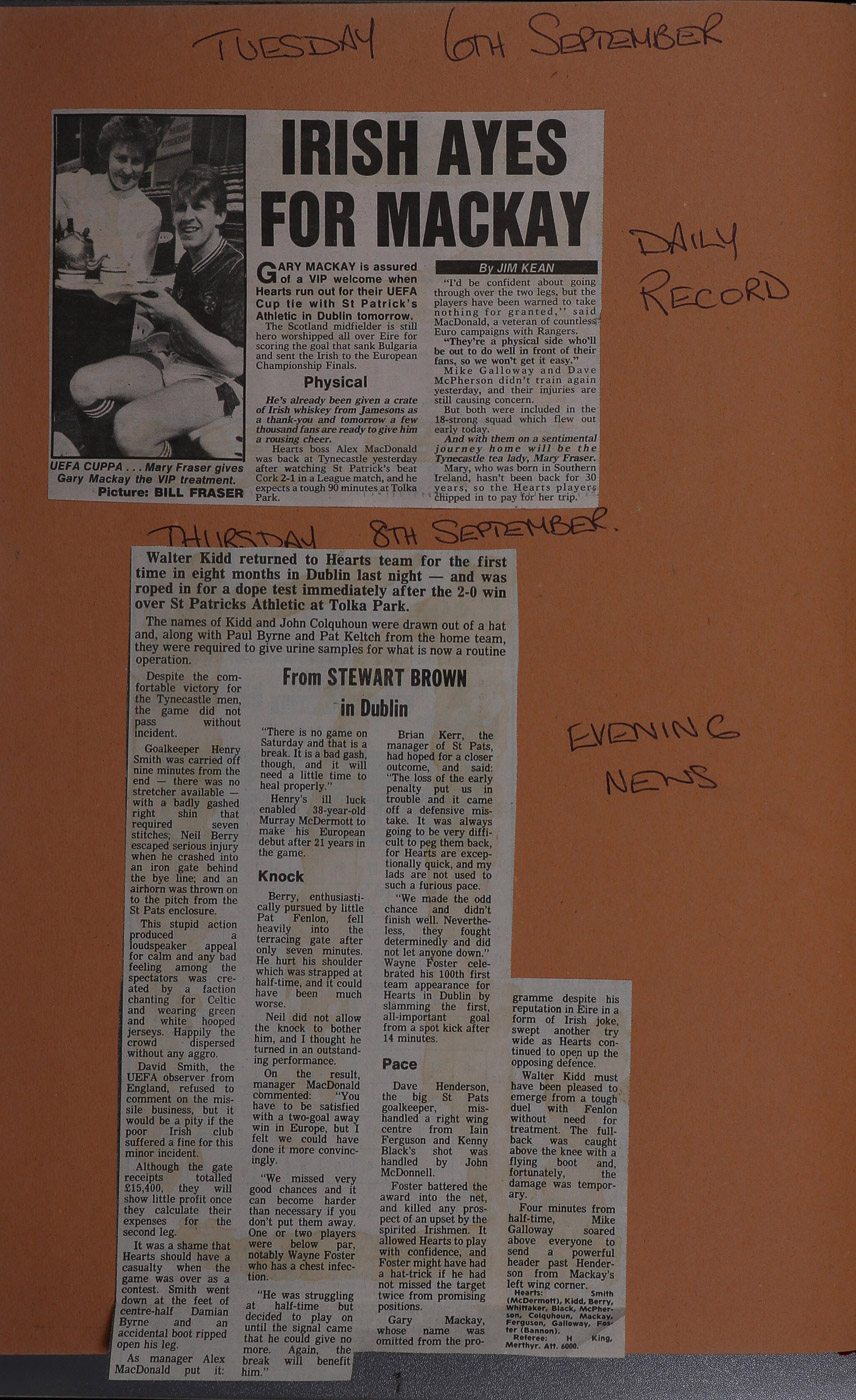 TUESDAY 6TH SEPTEMBER
IRISH AYES
FOR MACKAY
DAILY
RECORD
UEFA CUPPA . . . Mary Fraser gives
Gary Mackay the VIP treatment.
Picture: BILL FRASER
GARY MACKAY is assured
of a VIP welcome when
Hearts run out for their UEFA
Cup tie with St Patrick's
Athletic in Dublin tomorrow.
The Scotland midfielder is still
hero worshipped all over Eire for
scoring the goal that sank Bulgaria
and sent the Irish to the European
Championship Finals.
Physical
He's already been given a crate
of Irish whiskey from Jamesons as
a thank-you and tomorrow a few
thousand fans are ready to give him
a rousing cheer.
Hearts boss Alex MacDonald
was back at Tynecastle yesterday
after watching St Patrick's beat
Cork 2-1 in a League match, and he
expects a tough 90 minutes at Tolka
Park.
By JIM KEAN
"I'd be confident about going
through over the two legs, but the
players have been warned to take
nothing for granted," said
MacDonald, a veteran of countless
Euro campaigns with Rangers.
"They're a physical side who'll
be out to do well in front of their
fans, so we won't get it easy."
Mike Galloway and Dave
McPherson didn't train again
yesterday, and their injuries are
still causing concern.
But both were included in the
18-strong squad which flew out
early today.
And with them on a sentimental
journey home will be the
Tynecastle tea lady, Mary Fraser.
Mary, who was born in Southern
Ireland, hasn't been back for 30
years, so the Hearts players
chipped in to pay for her trip.
THURSDAY 8TH SEPTEMBER.
Walter Kidd returned to Hearts team for the first
time in eight months in Dublin last night — and was
roped in for a dope test immediately after the 2-0 win
over St Patricks Athletic at Tolka Park.
The names of Kidd and John Colquhoun were drawn out of a hat
and, along with Paul Byrne and Pat Keltch from the home team,
they were required to give urine samples for what is now a routine
operation.
From STEWART BROWN
in Dublin
EVENING
NEWS
Despite the com-
fortable victory for
the Tynecastle men,
the game did not
pass without
incident.
Goalkeeper Henry
Smith was carried off
nine minutes from the
end — there was no
stretcher available —
with a badly gashed
right shin that
required seven
stitches; Neil Berry
escaped serious injury
when he crashed into
an iron gate behind
the bye line; and an
airhorn was thrown on
to the pitch from the
St Pats enclosure.
This stupid action
produced a
loudspeaker appeal
for calm and any bad
feeling among the
spectators was cre-
ated by a faction
chanting for Celtic
and wearing green
and white hooped
jerseys. Happily the
crowd dispersed
without any aggro.
David Smith, the
UEFA observer from
England, refused to
comment on the mis-
sile business, but it
would be a pity if the
poor Irish club
suffered a fine for this
minor incident.
Although the gate
receipts totalled
£15,400, they will
show little profit once
they calculate their
expenses for the
second leg.
It was a shame that
Hearts should have a
casualty when the
game was over as a
contest. Smith went
down at the feet of
centre-half Damian
Byrne and an
accidental boot ripped
open his leg.
As manager Alex
MacDonald put it:
"There is no game on
Saturday and that is a
break. It is a bad gash,
though, and it will
need a little time to
heal properly."
Henry's ill luck
enabled 38-year-old
Murray McDermott to
make his European
debut after 21 years in
the game.
Knock
Berry, enthusiasti-
cally pursued by little
Pat Fenlon, fell
heavily into the
terracing gate after
only seven minutes.
He hurt his shoulder
which was strapped at
half-time, and it could
have been much
worse.
Neil did not allow
the knock to bother
him, and I thought he
turned in an outstand-
ing performance.
On the result,
manager MacDonald
commented: "You
have to be satisfied
with a two-goal away
win in Europe, but I
felt we could have
done it more convinc-
ingly.
"We missed very
good chances and it
can become harder
than necessary if you
don't put them away.
One or two players
were below par,
notably Wayne Foster
who has a chest infec-
tion.
"He was struggling
at half-time but
decided to play on
until the signal came
that he could give no
more. Again, the
break will benefit
him."
Brian Kerr, the
manager of St Pats,
had hoped for a closer
outcome, and said:
"The loss of the early
penalty put us in
trouble and it came
off a defensive mis-
take. It was always
going to be very diffi-
cult to peg them back,
for Hearts are excep-
tionally quick, and my
lads are not used to
such a furious pace.
"We made the odd
chance and didn't
finish well. Neverthe-
less, they fought
determinedly and did
not let anyone down."
Wayne Foster cele-
brated his 100th first
team appearance for
Hearts in Dublin by
slamming the first,
all-important goal
from a spot kick after
14 minutes.
Pace
Dave Henderson,
the big St Pats
goalkeeper, mis-
handled a right wing
centre from Iain
Ferguson and Kenny
Black's shot was
handled by John
McDonnell.
Foster battered the
award into the net,
and killed any pros-
pect of an upset by the
spirited Irishmen. It
allowed Hearts to play
with confidence, and
Foster might have had
a hat-trick if he had
not missed the target
twice from promising
positions.
Gary Mackay,
whose name was
omitted from the pro-
gramme despite his
reputation in Eire in a
form of Irish joke,
swept another try
wide as Hearts con-
tinued to open up the
opposing defence.
Walter Kidd must
have been pleased to
emerge from a tough
duel with Fenlon
without need for
treatment. The full-
back was caught
above the knee with a
flying boot and,
fortunately, the
damage was tempor-
ary.
Four minutes from
half-time, Mike
Galloway soared
above everyone to
send a powerful
header past Hender-
son from Mackay's
left wing corner.
Hearts: Smith
(McDermott), Kidd, Berry,
Whittaker, Black, McPher-
son, Colquhoun, Mackay,
Ferguson, Galloway, Fos-
ter (Bannon).
Referee: H King,
Merthyr. Att. 6000.